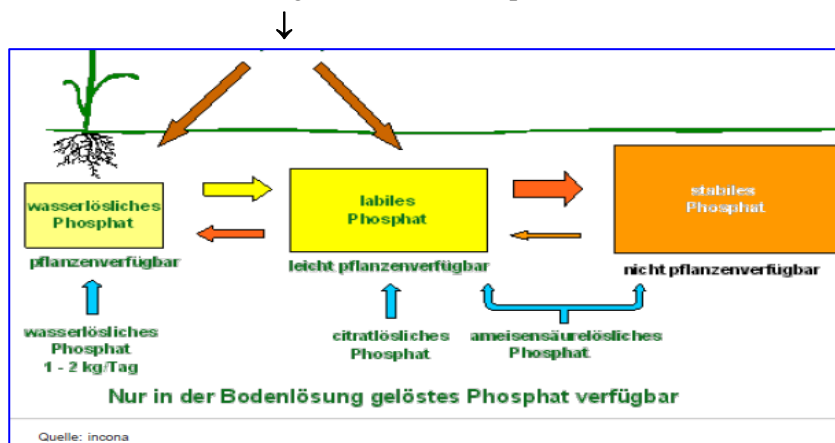 wasserlösliches
Phosphat
labiles
Phosphat
stabiles
Phosphat
pflanzenverfügbar
leicht pflanzenverfügbar
nicht pflanzenverfügbar
wasserlösliches
Phosphat
1 - 2 kg/Tag
citratlösliches
Phosphat
ameisensäurelösliches
Phosphat
Nur in der Bodenlösung gelöstes Phosphat verfügbar
Quelle: incona